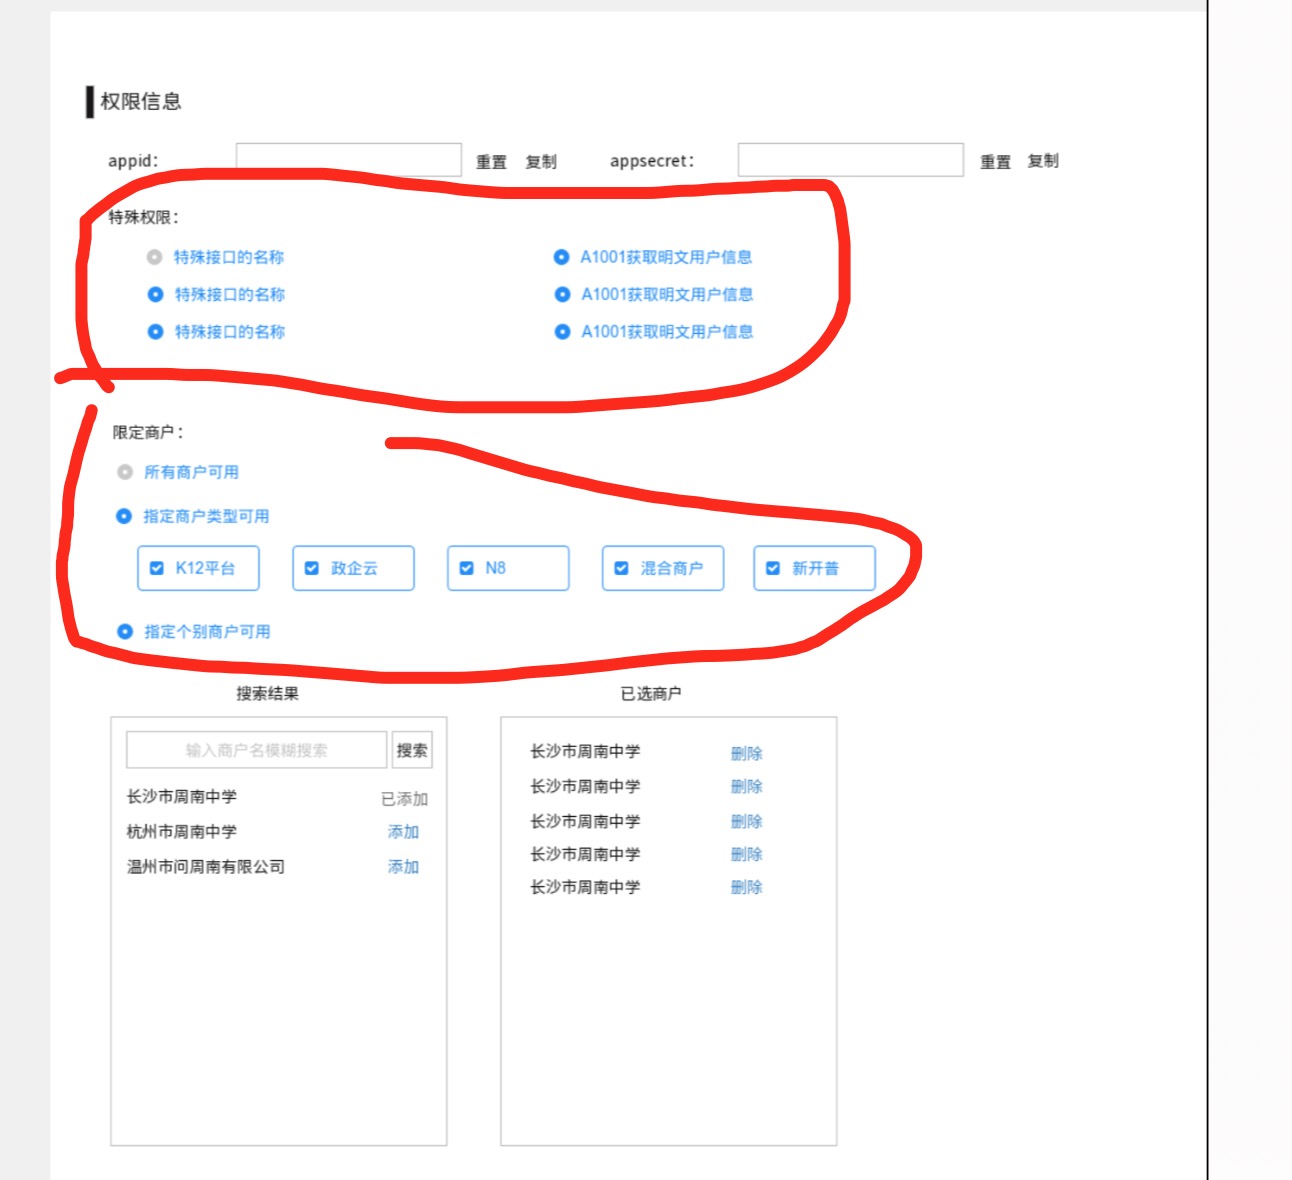 权限信息
appid： 重置 复制 appsecret： 重置 复制
特殊权限：
特殊接口的名称 A1001获取明文用户信息
特殊接口的名称 A1001获取明文用户信息
特殊接口的名称 A1001获取明文用户信息
限定商户：
所有商户可用
指定商户类型可用
K12平台 政企云 N8 混合商户 新开普
指定个别商户可用
搜索结果 已选商户
输入商户名模糊搜索 搜索
长沙市周南中学 已添加
杭州市周南中学 添加
温州市问周南有限公司 添加
长沙市周南中学 删除
长沙市周南中学 删除
长沙市周南中学 删除
长沙市周南中学 删除
长沙市周南中学 删除